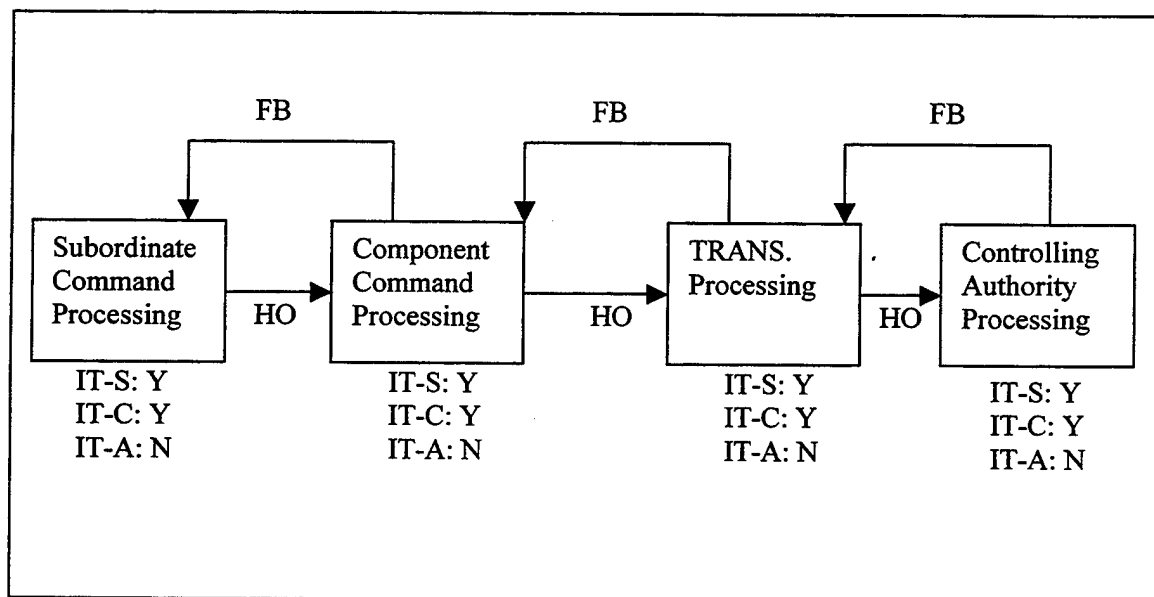 FB
FB
FB
Subordinate
Command
Processing
HO
Component
Command
Processing
HO
TRANS.
Processing
HO
Controlling
Authority
Processing
IT-S: Y
IT-C: Y
IT-A: N
IT-S: Y
IT-C: Y
IT-A: N
IT-S: Y
IT-C: Y
IT-A: N
IT-S: Y
IT-C: Y
IT-A: N